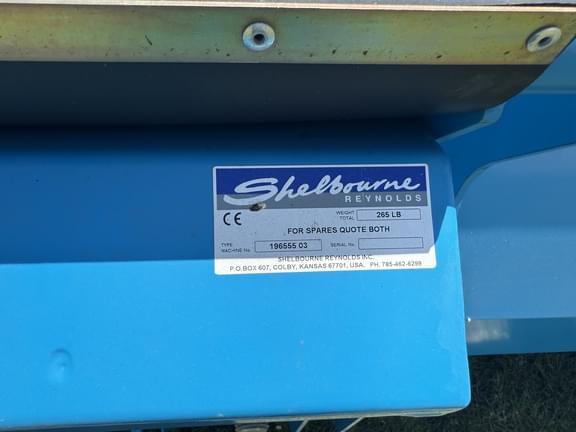 Shelbourne
REYNOLDS
CE
WEIGHT TOTAL 265 LB
FOR SPARES QUOTE BOTH
TYPE
MACHINE No. 196555 03 SERIAL No.
SHELBOURNE REYNOLDS INC.
P.O.BOX 607, COLBY, KANSAS 67701, USA. PH. 785-462-6299